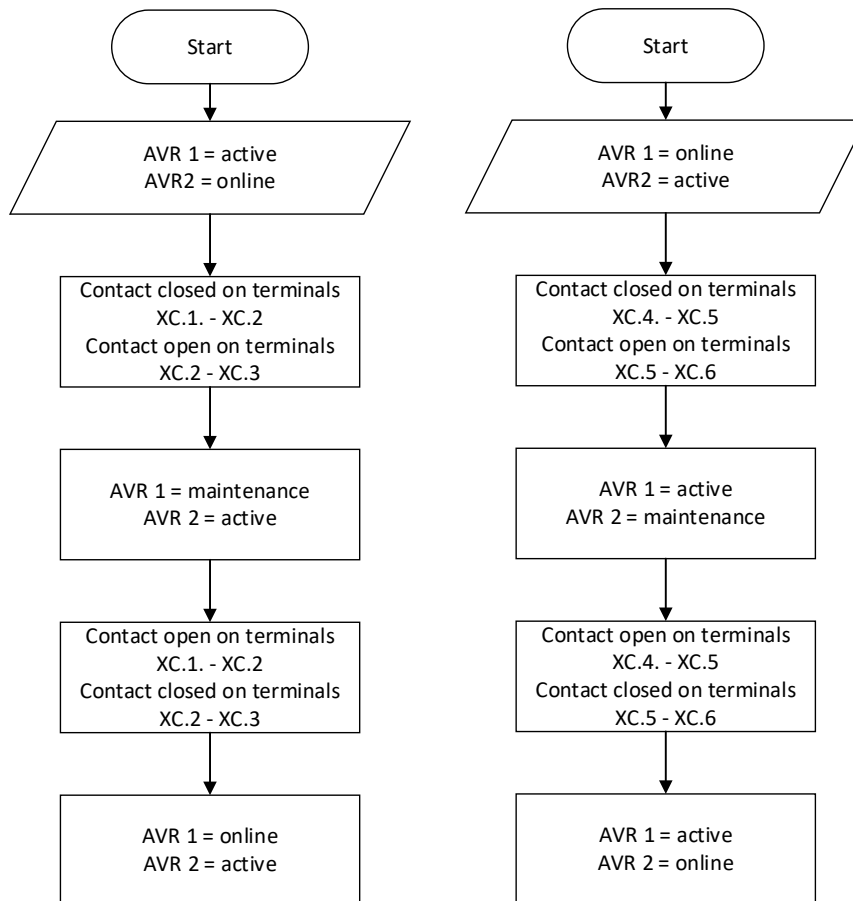 Start
AVR 1 = active
AVR2 = online
Contact closed on terminals
XC.1. - XC.2
Contact open on terminals
XC.2 - XC.3
AVR 1 = maintenance
AVR 2 = active
Contact open on terminals
XC.1. - XC.2
Contact closed on terminals
XC.2 - XC.3
AVR 1 = online
AVR 2 = active
Start
AVR 1 = online
AVR2 = active
Contact closed on terminals
XC.4. - XC.5
Contact open on terminals
XC.5 - XC.6
AVR 1 = active
AVR 2 = maintenance
Contact open on terminals
XC.4. - XC.5
Contact closed on terminals
XC.5 - XC.6
AVR 1 = active
AVR 2 = online